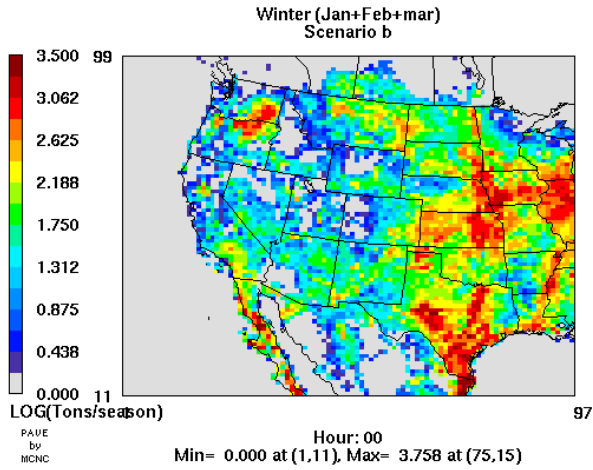 Winter (Jan+Feb+mar)
Scenario b
99
3.500
3.062
2.625
2.188
1.750
1.312
0.875
0.438
0.000
11
LOG(Tons/season)
97
PAVE
by
MCNC
Hour: 00
Min= 0.000 at (1,11), Max= 3.758 at (75,15)